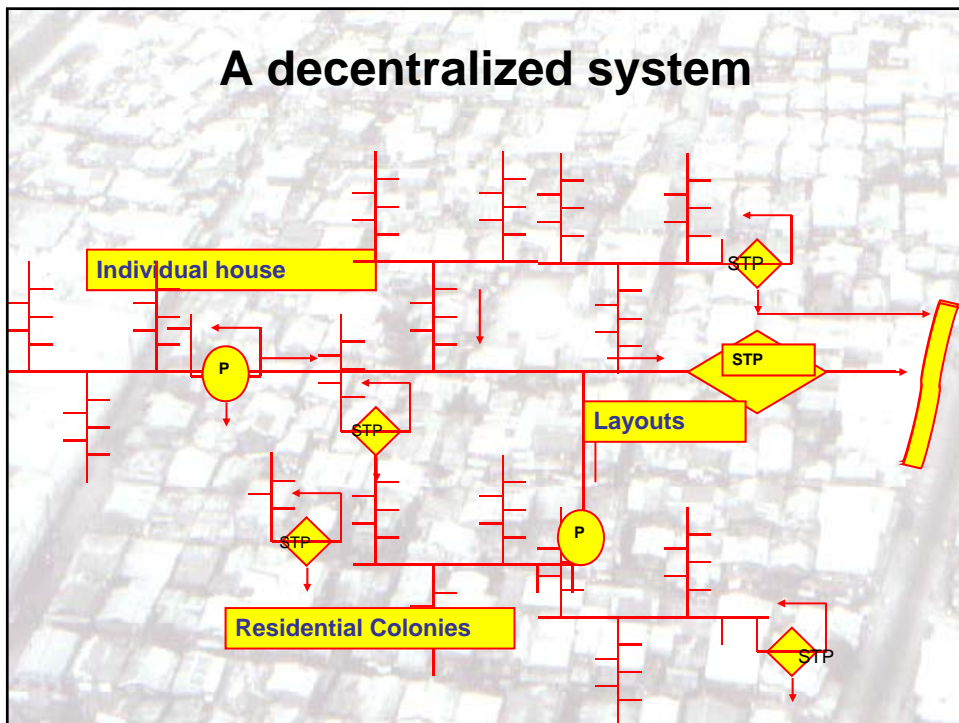 A decentralized system
Individual house
STP
P
STP
STP
Layouts
STP
P
Residential Colonies
STP